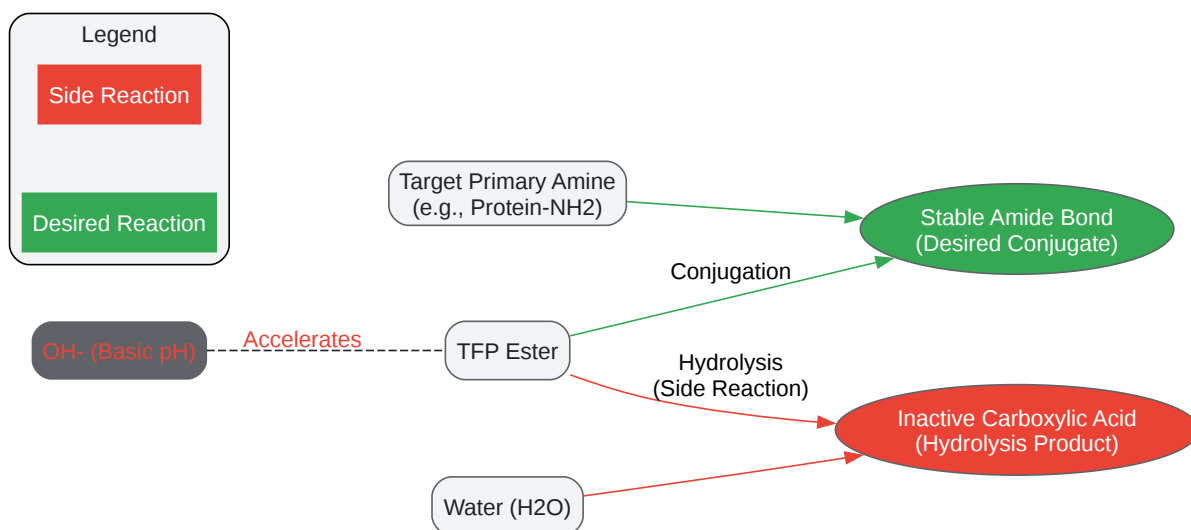 Legend
Side Reaction
Desired Reaction
Target Primary Amine
(e.g., Protein-NH2)
Stable Amide Bond
(Desired Conjugate)
Conjugation
OH- (Basic pH)
Accelerates
TFP Ester
Hydrolysis
(Side Reaction)
Inactive Carboxylic Acid
(Hydrolysis Product)
Water (H2O)